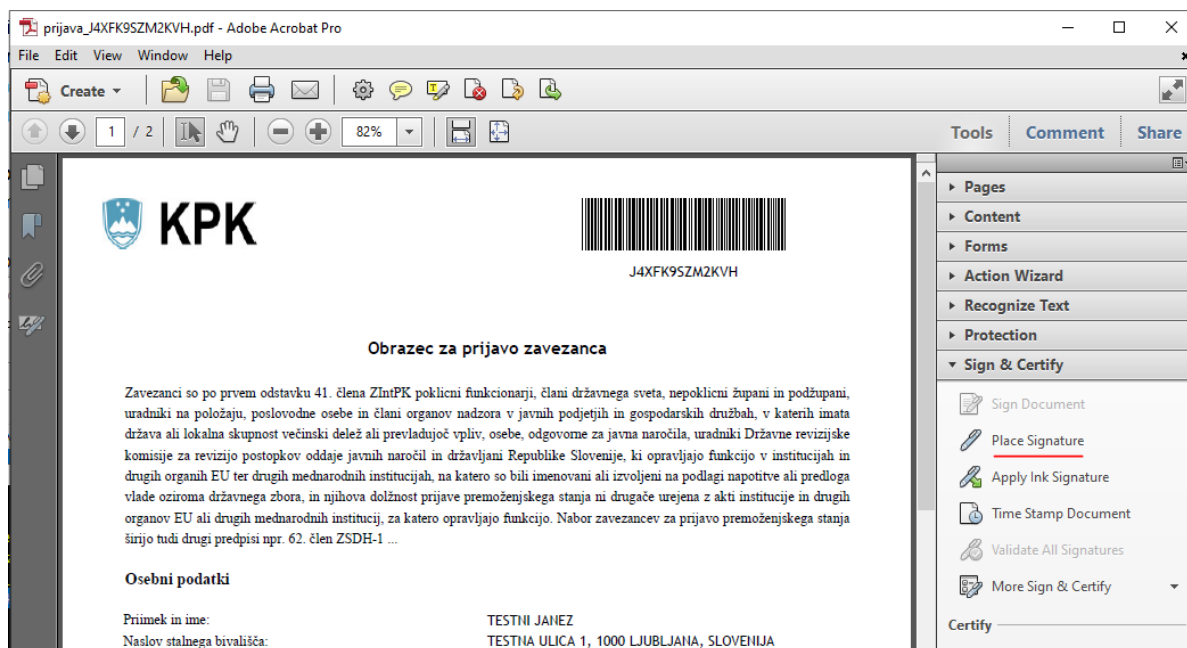 prijava_J4XFK9SZM2KVH.pdf - Adobe Acrobat Pro
File Edit View Window Help
Create
1 / 2 82% Tools Comment Share
KPK
J4XFK9SZM2KVH
Obrazec za prijavo zavezanca
Zavezanci so po prvem odstavku 41. člena ZIntPK poklicni funkcionarji, člani državnega sveta, nepoklicni župani in podžupani,
uradniki na položaju, poslovodne osebe in člani organov nadzora v javnih podjetjih in gospodarskih družbah, v katerih imata
država ali lokalna skupnost večinski delež ali prevladujoč vpliv, osebe, odgovorne za javna naročila, uradniki Državne revizijske
komisije za revizijo postopkov oddaje javnih naročil in državljani Republike Slovenije, ki opravljajo funkcijo v institucijah in
drugih organih EU ter drugih mednarodnih institucijah, na katero so bili imenovani ali izvoljeni na podlagi napotitve ali predloga
vlade oziroma državnega zbora, in njihova dolžnost prijave premoženjskega stanja ni drugače urejena z akti institucije in drugih
organov EU ali drugih mednarodnih institucij, za katero opravljajo funkcijo. Nabor zavezancev za prijavo premoženjskega stanja
širijo tudi drugi predpisi npr. 62. člen ZSDH-1 ...
Osebni podatki
Priimek in ime: TESTNI JANEZ
Naslov stalnega bivališča: TESTNA ULICA 1, 1000 LJUBLJANA, SLOVENIJA
Pages
Content
Forms
Action Wizard
Recognize Text
Protection
Sign & Certify
Sign Document
Place Signature
Apply Ink Signature
Time Stamp Document
Validate All Signatures
More Sign & Certify
Certify